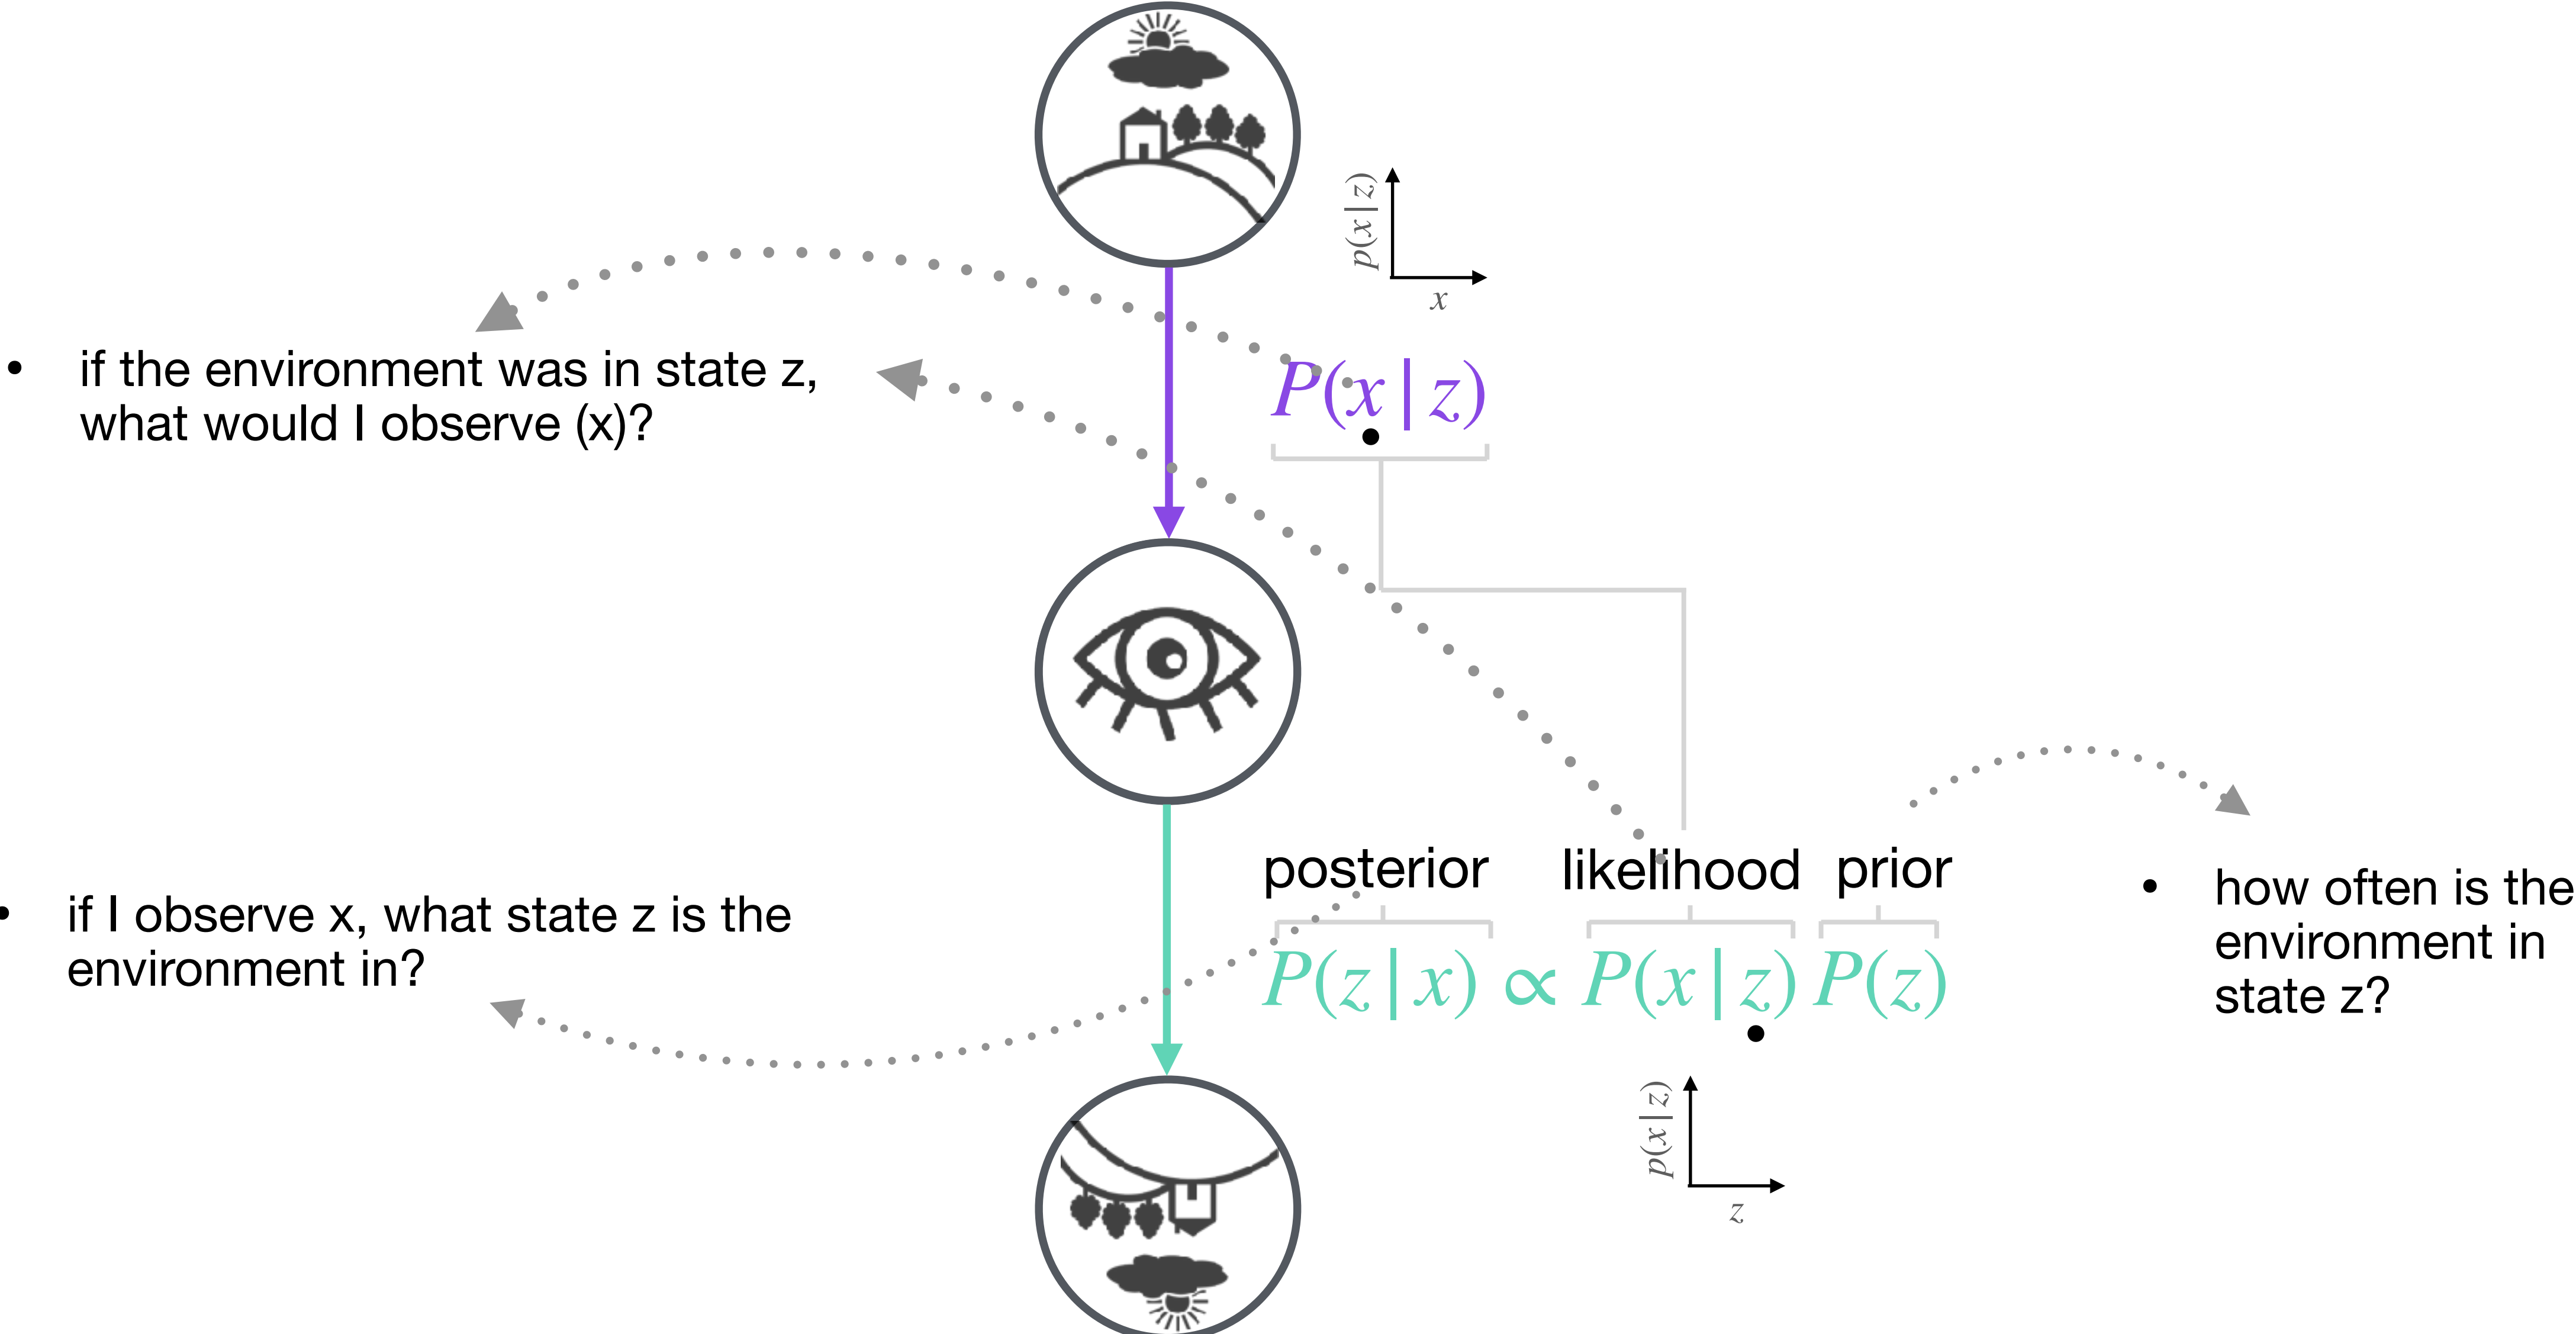 p(x|z)
x
P(x|z)
• if the environment was in state z,
what would I observe (x)?
posterior likelihood prior
P(z|x) ∝ P(x|z) P(z)
• if I observe x, what state z is the
environment in?
• how often is the
environment in
state z?
p(x|z)
z